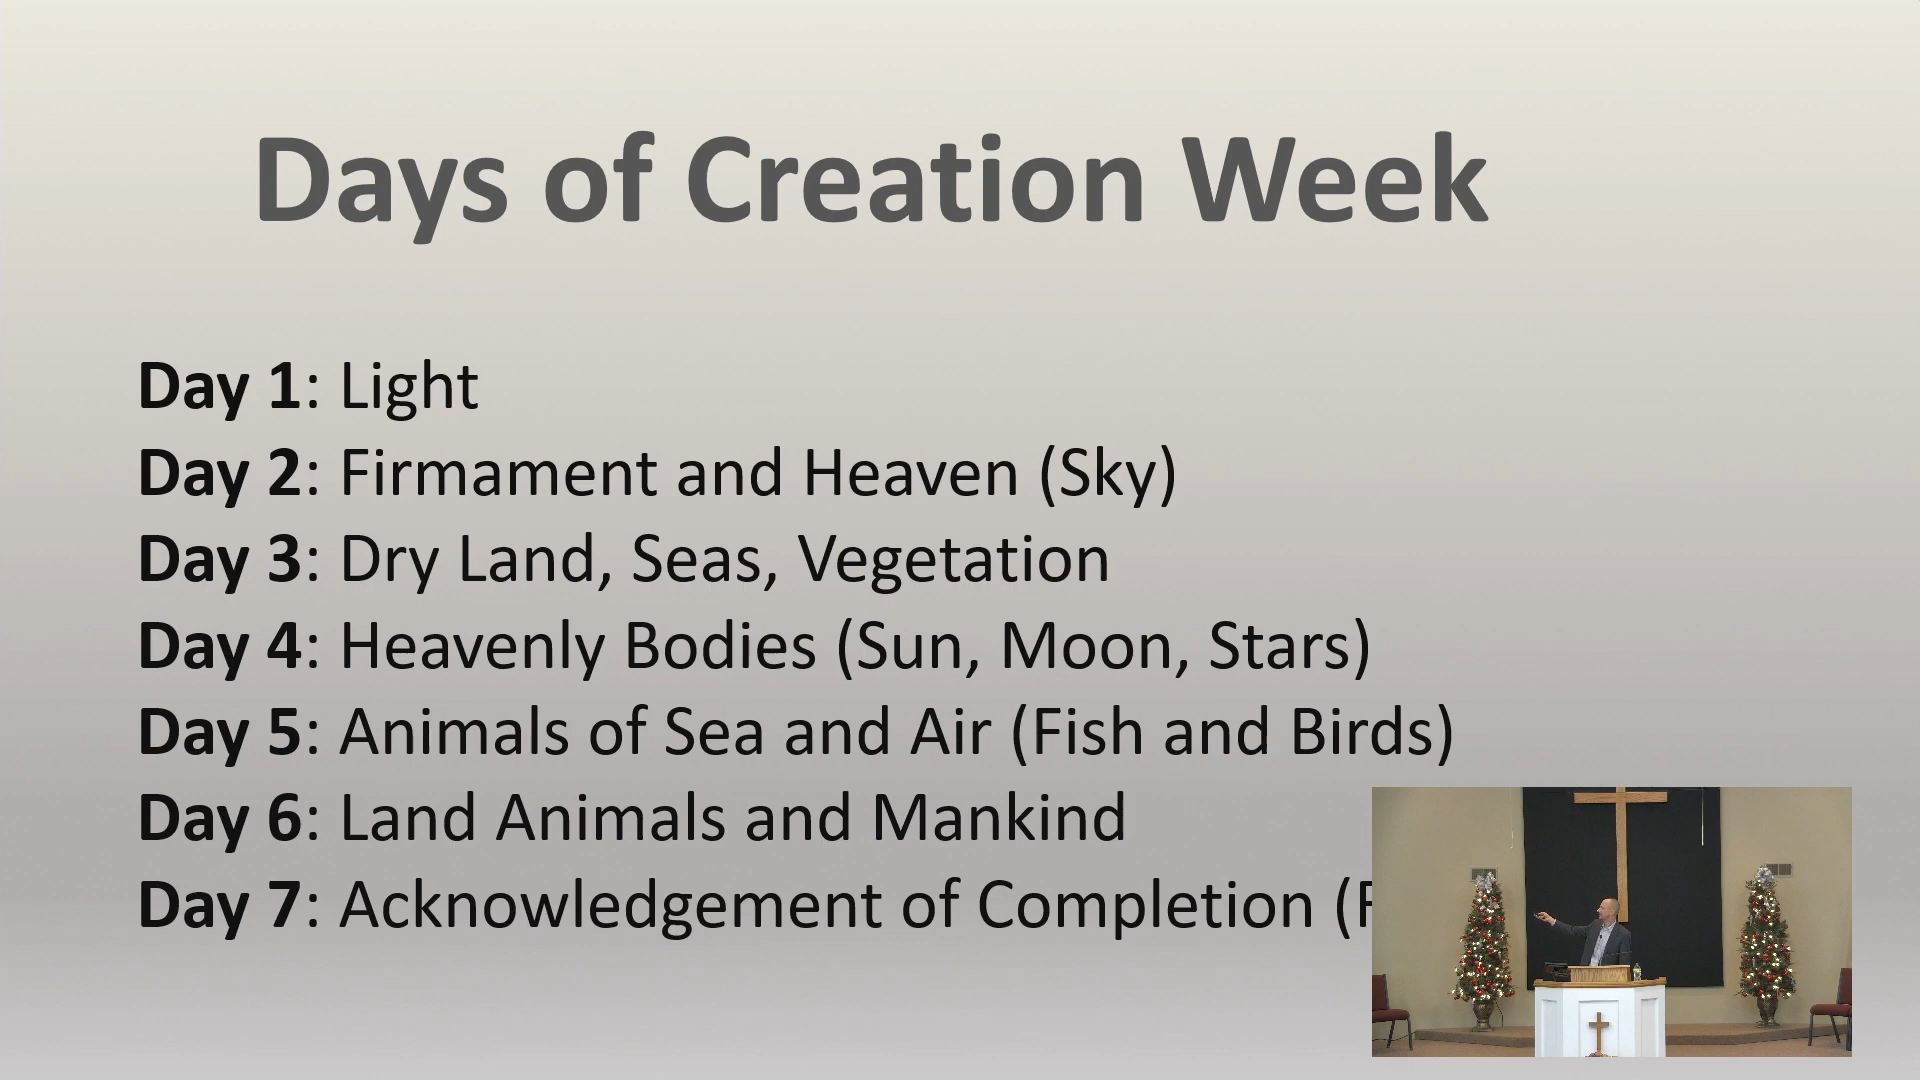 Days of Creation Week
Day 1: Light
Day 2: Firmament and Heaven (Sky)
Day 3: Dry Land, Seas, Vegetation
Day 4: Heavenly Bodies (Sun, Moon, Stars)
Day 5: Animals of Sea and Air (Fish and Birds)
Day 6: Land Animals and Mankind
Day 7: Acknowledgement of Completion